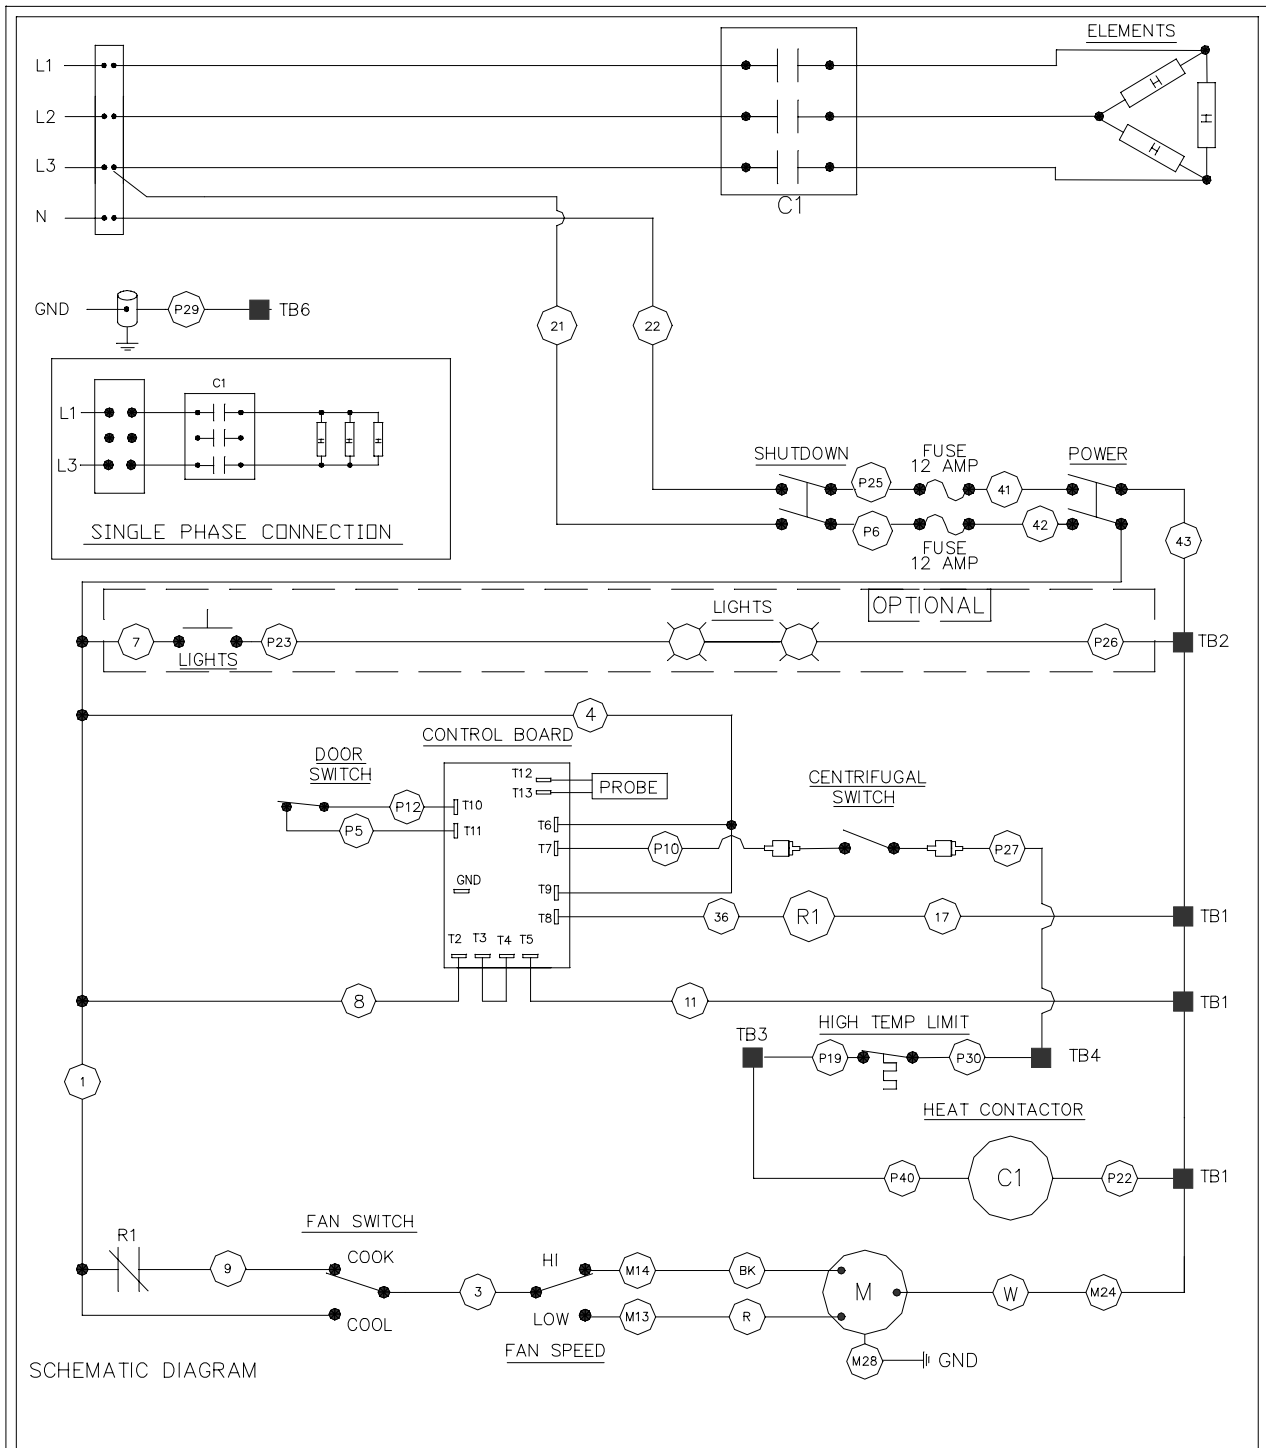 ELEMENTS
L1
L2
L3
N
C1
H
H
H
GND
P29
TB6
21
22
C1
L1
L3
H
H
H
SINGLE PHASE CONNECTION
SHUTDOWN
FUSE
12 AMP
POWER
P25
41
P6
42
FUSE
12 AMP
43
OPTIONAL
LIGHTS
7
P23
P26
TB2
LIGHTS
4
CONTROL BOARD
DOOR
SWITCH
T12
T13
PROBE
CENTRIFUGAL
SWITCH
P12
T10
P5
T11
T6
T7
P10
P27
GND
T9
T8
36
R1
17
TB1
T2
T3
T4
T5
8
11
TB1
HIGH TEMP LIMIT
TB3
P19
P30
TB4
1
HEAT CONTACTOR
P40
C1
P22
TB1
FAN SWITCH
R1
9
COOK
HI
M14
BK
3
M
W
M24
COOL
LOW
M13
R
FAN SPEED
M28
GND
SCHEMATIC DIAGRAM